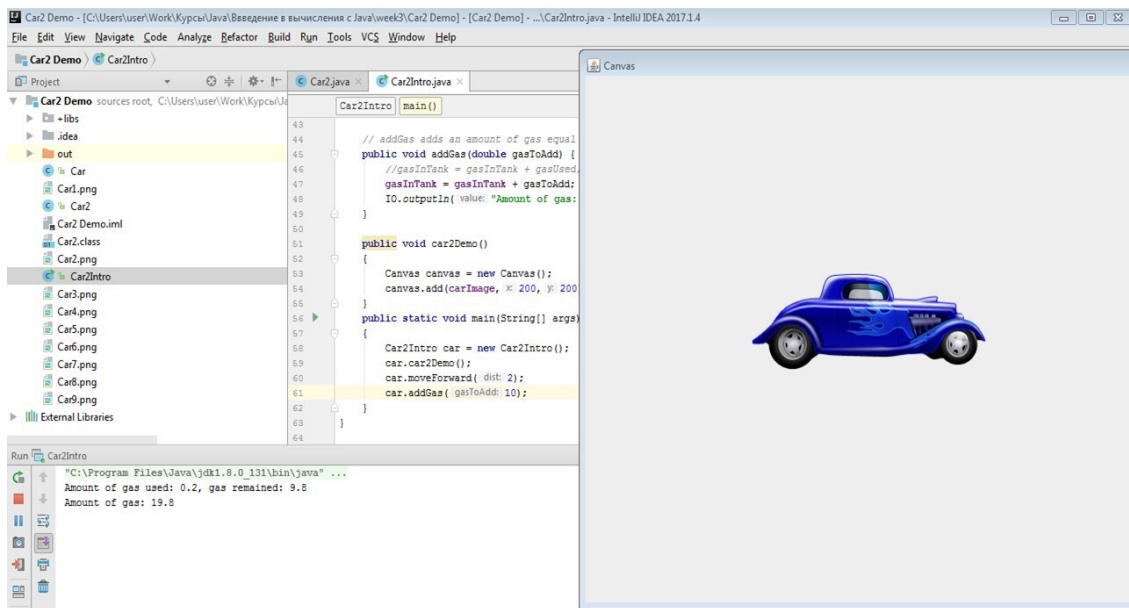 Car2 Demo - [C:\Users\user\Work\Курсы\Java\Ввведение в вычисления с Java\week3\Car2 Demo] - [Car2 Demo] - ...\Car2Intro.java - IntelliJ IDEA 2017.1.4
File Edit View Navigate Code Analyze Refactor Build Run Tools VCS Window Help
Car2 Demo Car2Intro
Project
Car2.java Car2Intro.java
Car2 Demo sources root, C:\Users\user\Work\Курсы\Ja
+libs
.idea
out
Car
Car1.png
Car2
Car2 Demo.iml
Car2.class
Car2.png
Car2Intro
Car3.png
Car4.png
Car5.png
Car6.png
Car7.png
Car8.png
Car9.png
External Libraries
Car2Intro main()
43
44 // addGas adds an amount of gas equal
45 public void addGas(double gasToAdd) {
46 //gasInTank = gasInTank + gasUsed,
47 gasInTank = gasInTank + gasToAdd;
48 IO.outputln( value: "Amount of gas:
49 }
50
51 public void car2Demo()
52 {
53 Canvas canvas = new Canvas();
54 canvas.add(carImage, x: 200, y: 200
55 }
56 public static void main(String[] args)
57 {
58 Car2Intro car = new Car2Intro();
59 car.car2Demo();
60 car.moveForward( dist: 2);
61 car.addGas( gasToAdd: 10);
62 }
63 }
64
Canvas
Run Car2Intro
"C:\Program Files\Java\jdk1.8.0_131\bin\java" ...
Amount of gas used: 0.2, gas remained: 9.8
Amount of gas: 19.8